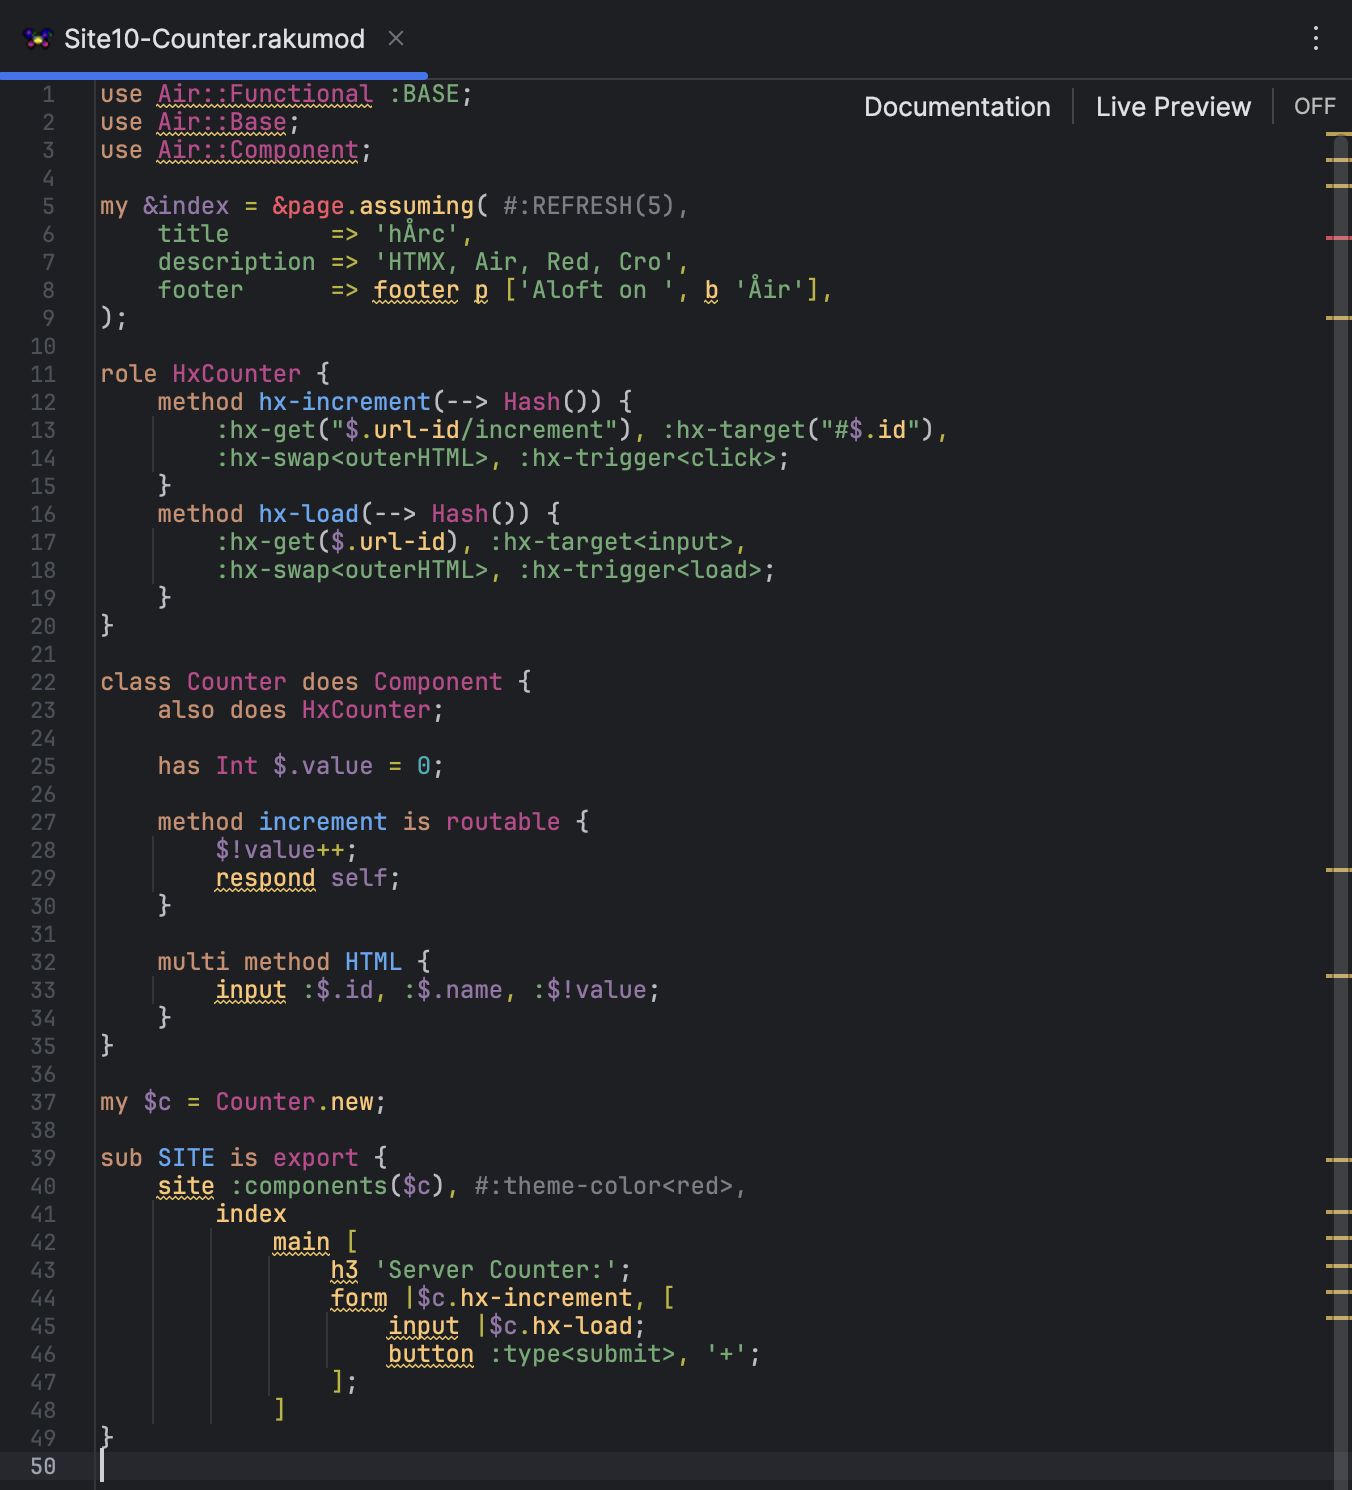 Site10-Counter.rakumod
Documentation Live Preview OFF
1 use Air::Functional :BASE;
2 use Air::Base;
3 use Air::Component;
4
5 my &index = &page.assuming( #:REFRESH(5),
6     title       => 'hÅrc',
7     description => 'HTMX, Air, Red, Cro',
8     footer      => footer p ['Aloft on ', b 'Åir'],
9 );
10
11 role HxCounter {
12     method hx-increment(--> Hash()) {
13         :hx-get("$.url-id/increment"), :hx-target("#$.id"),
14         :hx-swap<outerHTML>, :hx-trigger<click>;
15     }
16     method hx-load(--> Hash()) {
17         :hx-get($.url-id), :hx-target<input>,
18         :hx-swap<outerHTML>, :hx-trigger<load>;
19     }
20 }
21
22 class Counter does Component {
23     also does HxCounter;
24
25     has Int $.value = 0;
26
27     method increment is routable {
28         $!value++;
29         respond self;
30     }
31
32     multi method HTML {
33         input :$.id, :$.name, :$!value;
34     }
35 }
36
37 my $c = Counter.new;
38
39 sub SITE is export {
40     site :components($c), #:theme-color<red>,
41         index
42             main [
43                 h3 'Server Counter:';
44                 form |$c.hx-increment, [
45                     input |$c.hx-load;
46                     button :type<submit>, '+';
47                 ];
48             ]
49 }
50